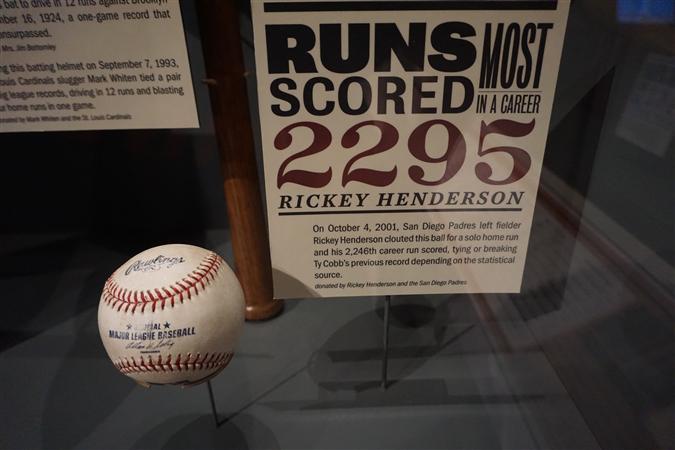 bat to drive in 12 runs against Brooklyn
16, 1924, a one-game record that
unsurpassed.
Mrs. Jim Bottomley
this batting helmet on September 7, 1993,
Louis Cardinals slugger Mark Whiten tied a pair
league records, driving in 12 runs and blasting
home runs in one game.
donated by Mark Whiten and the St. Louis Cardinals
RUNS
SCORED
MOST
IN A CAREER
2295
RICKEY HENDERSON
On October 4, 2001, San Diego Padres left fielder
Rickey Henderson clouted this ball for a solo home run
and his 2,246th career run scored, tying or breaking
Ty Cobb's previous record depending on the statistical
source.
donated by Rickey Henderson and the San Diego Padres
Rawlings
OFFICIAL
MAJOR LEAGUE BASEBALL